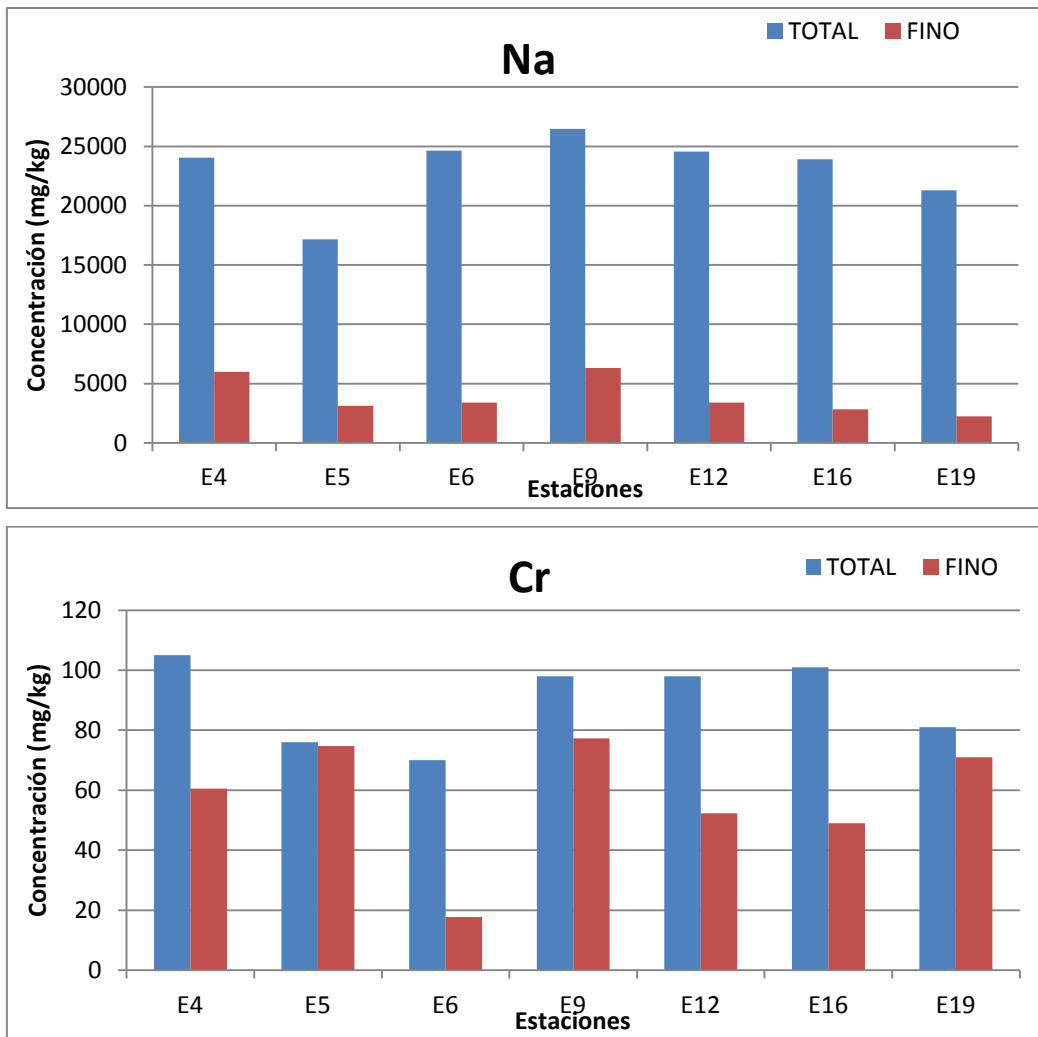 TOTAL FINO
Na
Concentración (mg/kg)
30000
25000
20000
15000
10000
5000
0
E4 E5 E6 E9 E12 E16 E19
Estaciones
TOTAL FINO
Cr
Concentración (mg/kg)
120
100
80
60
40
20
0
E4 E5 E6 E9 E12 E16 E19
Estaciones